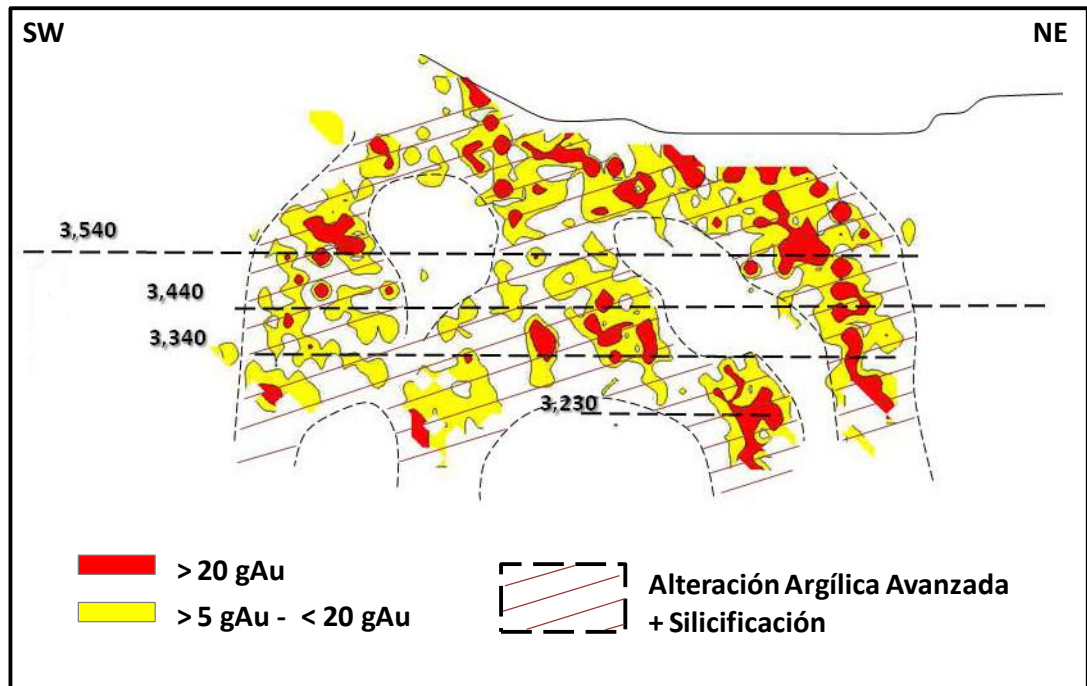 SW
NE
3,540
3,440
3,340
3,230
> 20 gAu
> 5 gAu - < 20 gAu
Alteración Argílica Avanzada
+ Silicificación